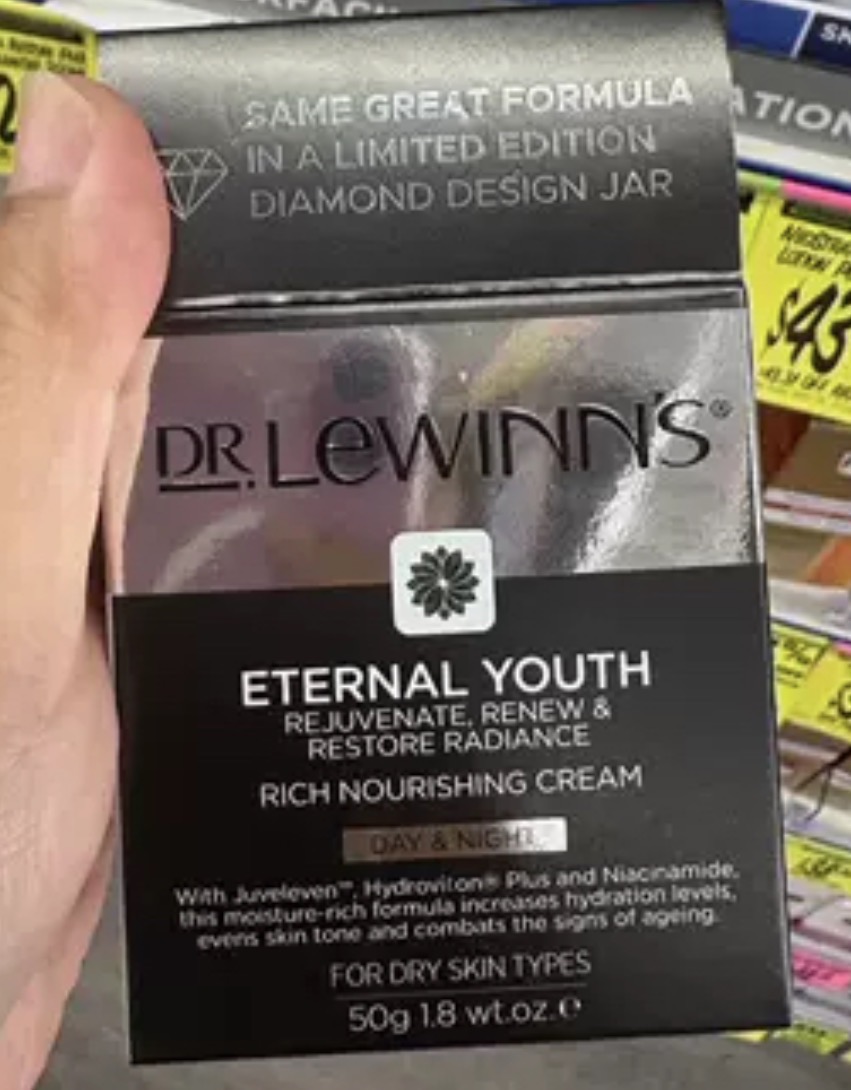 SAME GREAT FORMULA
IN A LIMITED EDITION
DIAMOND DESIGN JAR
DR. LeWINN'S®
ETERNAL YOUTH
REJUVENATE, RENEW &
RESTORE RADIANCE
RICH NOURISHING CREAM
DAY & NIGHT
With Juveleven™, Hydroviton® Plus and Niacinamide,
this moisture-rich formula increases hydration levels,
evens skin tone and combats the signs of ageing.
FOR DRY SKIN TYPES
50g 1.8 wt.oz.℮
$43